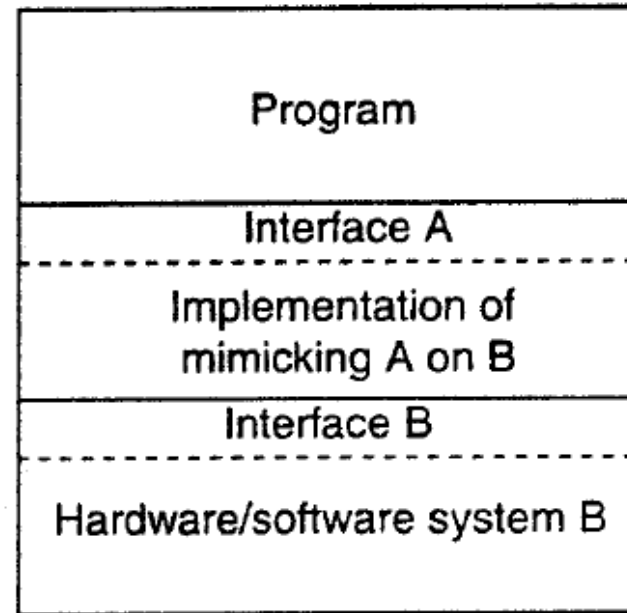 Program
Interface A
Implementation of
mimicking A on B
Interface B
Hardware/software system B